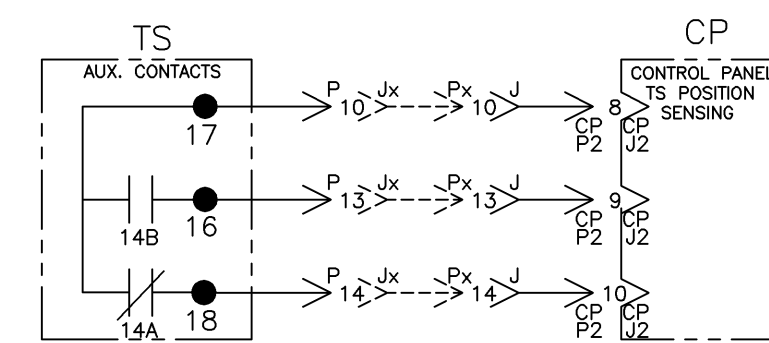 TS
CP
AUX. CONTACTS
CONTROL PANEL
TS POSITION
SENSING
17
P
10
Jx
Px
10
J
8
CP
P2
CP
J2
14B
16
P
13
Jx
Px
13
J
9
CP
P2
CP
J2
14A
18
P
14
Jx
Px
14
J
10
CP
P2
CP
J2